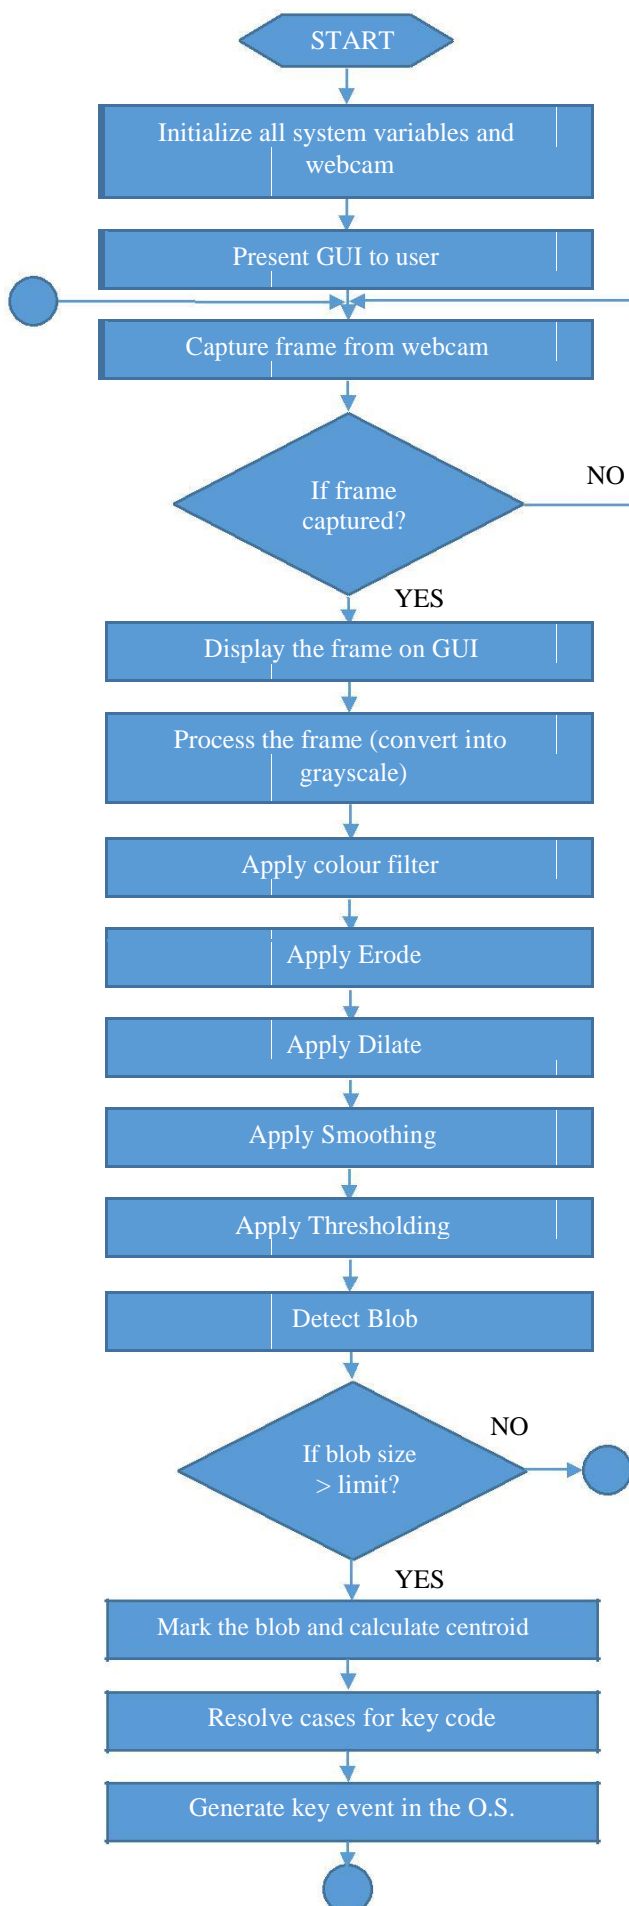 START
Initialize all system variables and
webcam
Present GUI to user
Capture frame from webcam
If frame
captured?
NO
YES
Display the frame on GUI
Process the frame (convert into
grayscale)
Apply colour filter
Apply Erode
Apply Dilate
Apply Smoothing
Apply Thresholding
Detect Blob
If blob size
> limit?
NO
YES
Mark the blob and calculate centroid
Resolve cases for key code
Generate key event in the O.S.